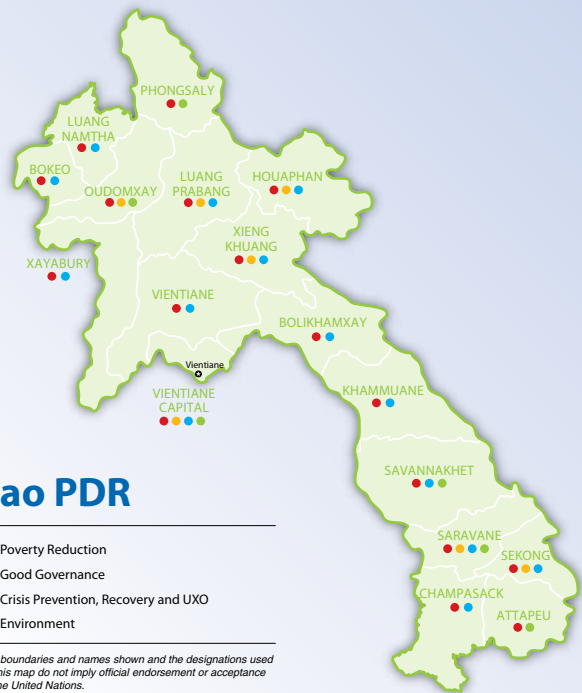 PHONGSALY
LUANG
NAMTHA
BOKEO
OUDOMXAY
LUANG
PRABANG
HOUAPHAN
XIENG
KHUANG
XAYABURY
VIENTIANE
BOLIKHAMXAY
Vientiane
VIENTIANE
CAPITAL
KHAMMUANE
SAVANNAKHET
SARAVANE
SEKONG
CHAMPASACK
ATTAPEU
ao PDR
Poverty Reduction
Good Governance
Crisis Prevention, Recovery and UXO
Environment
boundaries and names shown and the designations used
his map do not imply official endorsement or acceptance
he United Nations.